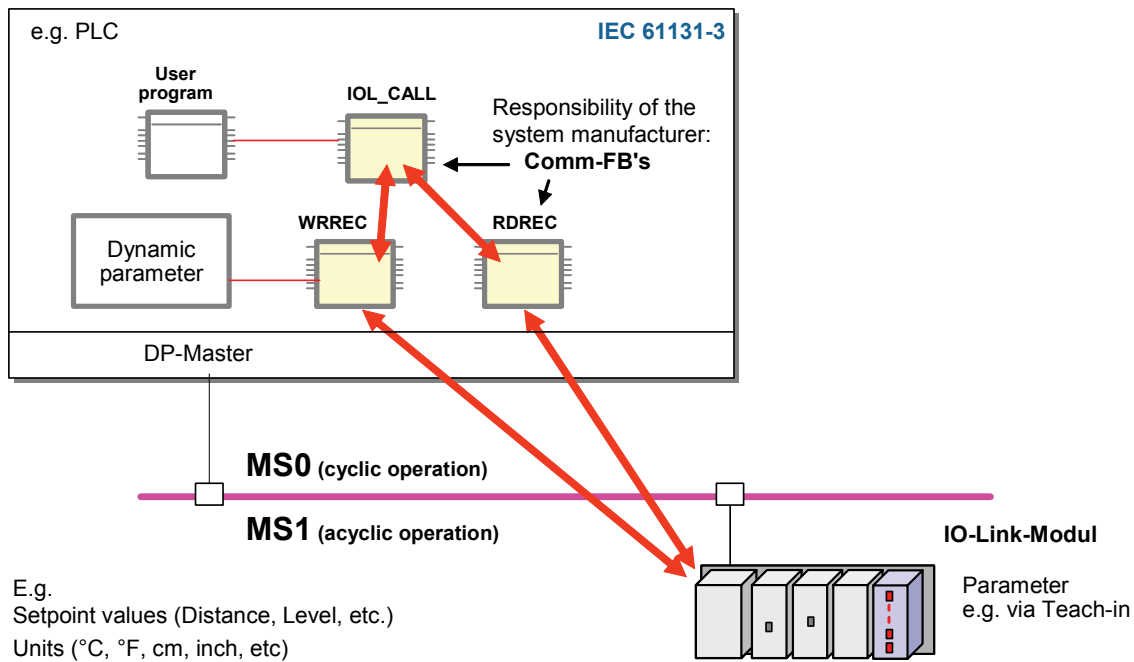 e.g. PLC
IEC 61131-3
User
program
IOL_CALL
Responsibility of the
system manufacturer:
Comm-FB's
WRREC
RDREC
Dynamic
parameter
DP-Master
MS0 (cyclic operation)
MS1 (acyclic operation)
IO-Link-Modul
Parameter
e.g. via Teach-in
E.g.
Setpoint values (Distance, Level, etc.)
Units (°C, °F, cm, inch, etc)